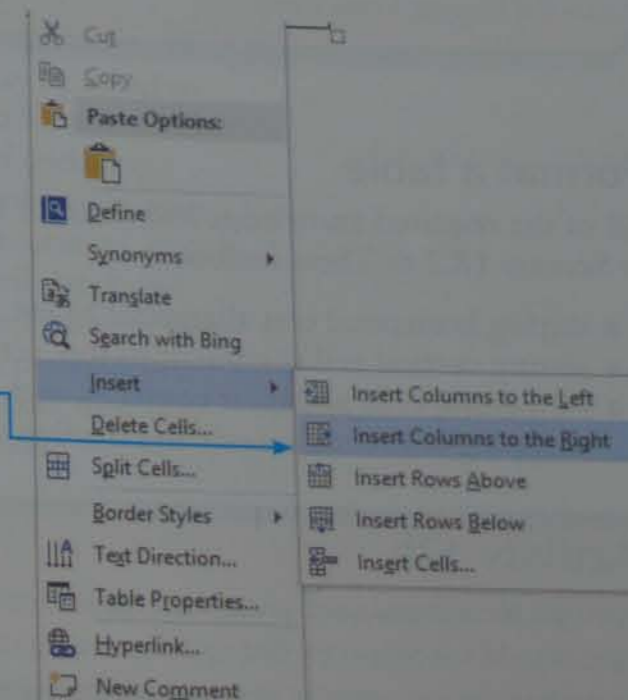 Cut
Copy
Paste Options:
Define
Synonyms
Translate
Search with Bing
Insert
Delete Cells...
Split Cells...
Border Styles
Text Direction...
Table Properties...
Hyperlink...
New Comment
Insert Columns to the Left
Insert Columns to the Right
Insert Rows Above
Insert Rows Below
Insert Cells...